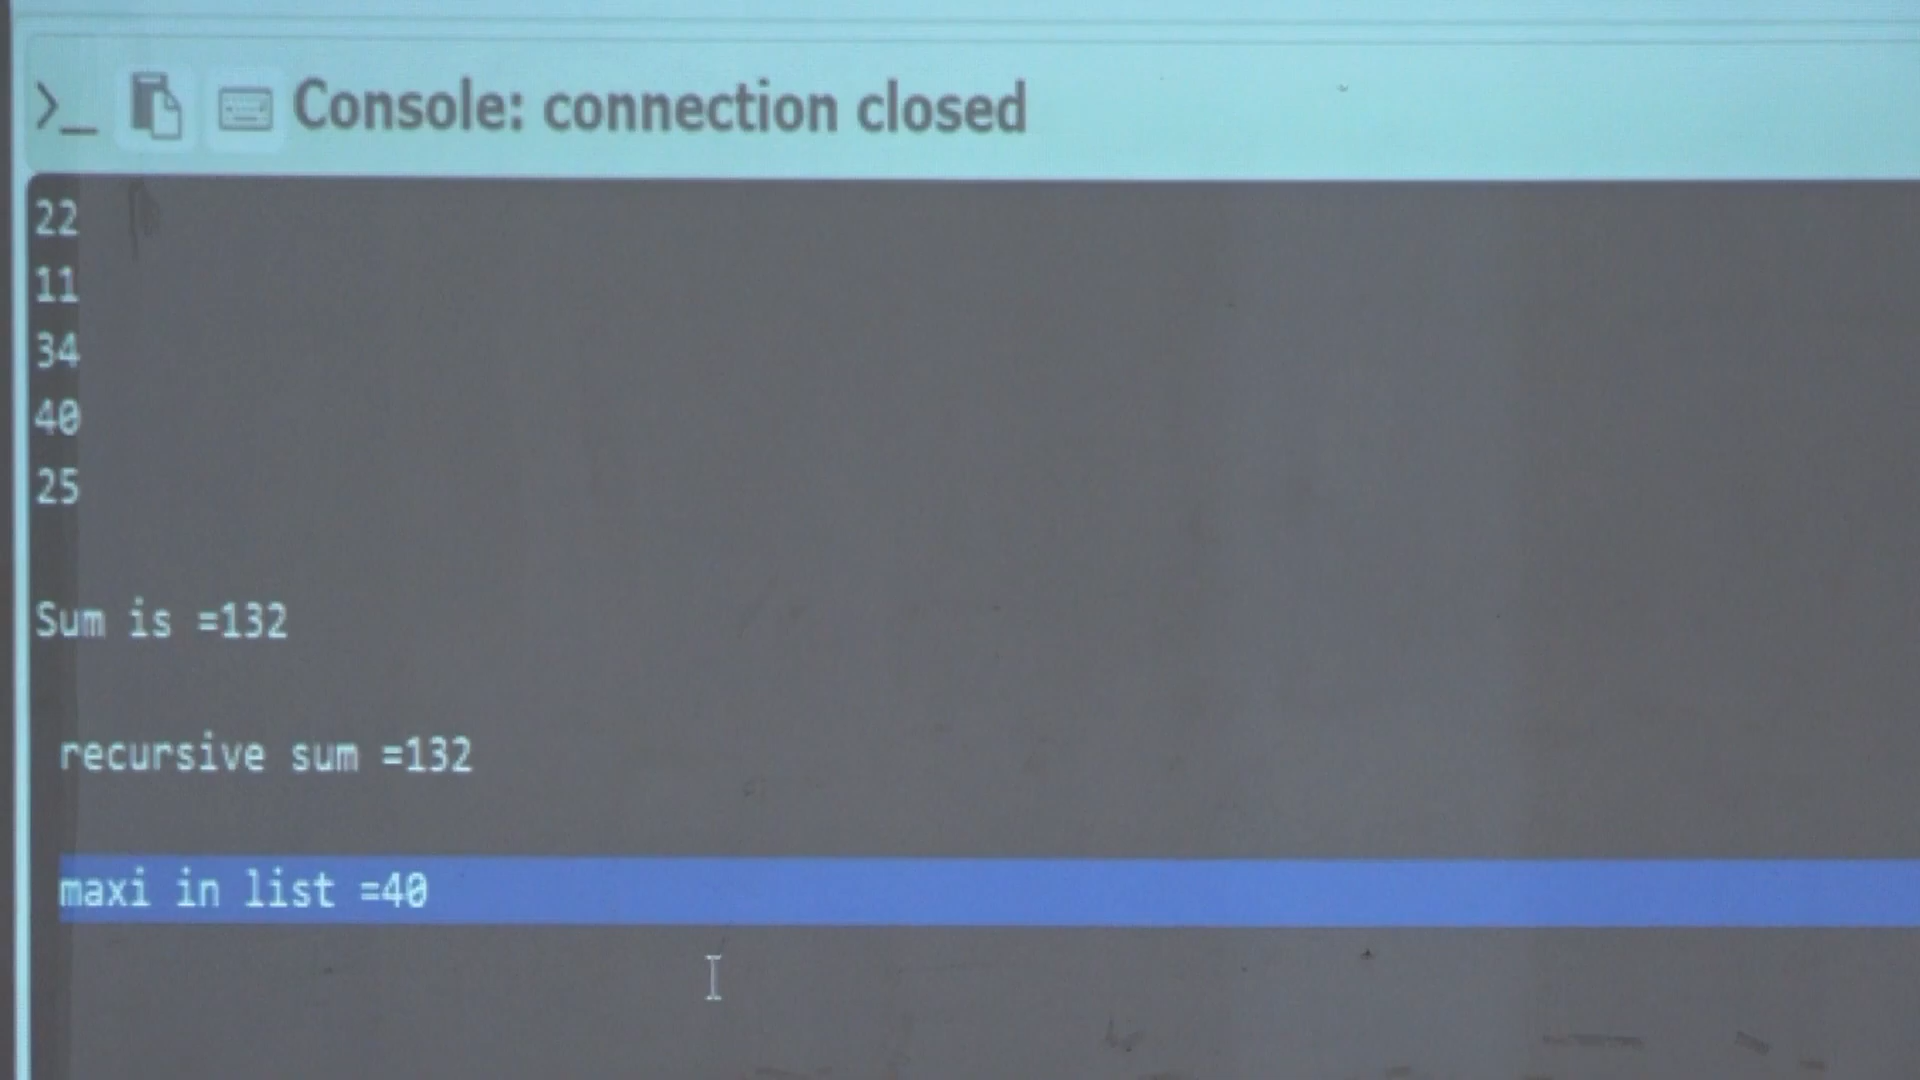 Console: connection closed
22
11
34
40
25
Sum is =132
recursive sum =132
maxi in list =40